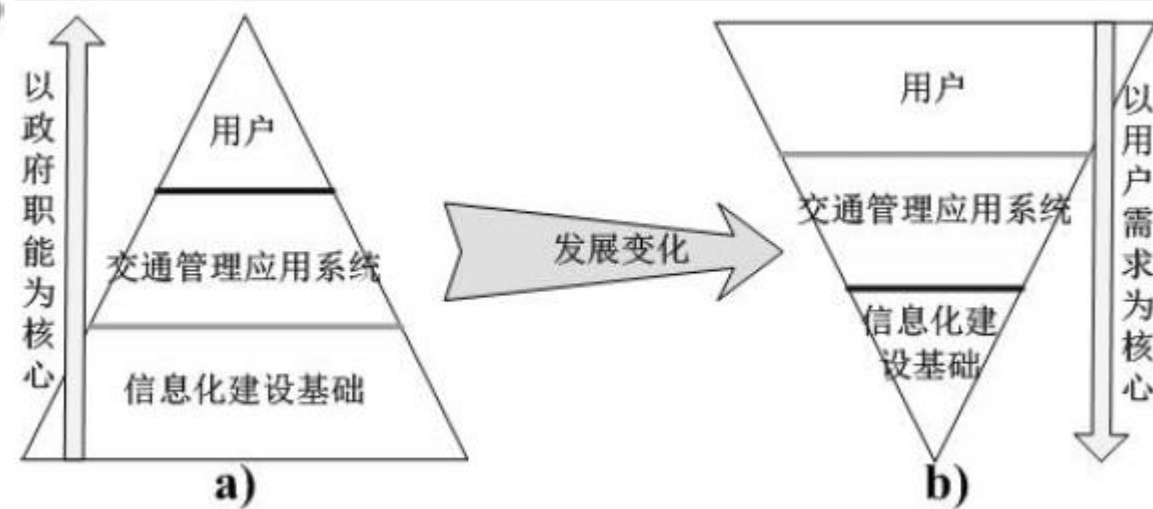 以政府职能为核心
用户
交通管理应用系统
信息化建设基础
a)
发展变化
用户
交通管理应用系统
信息化建
设基础
b)
以用户需求为核心